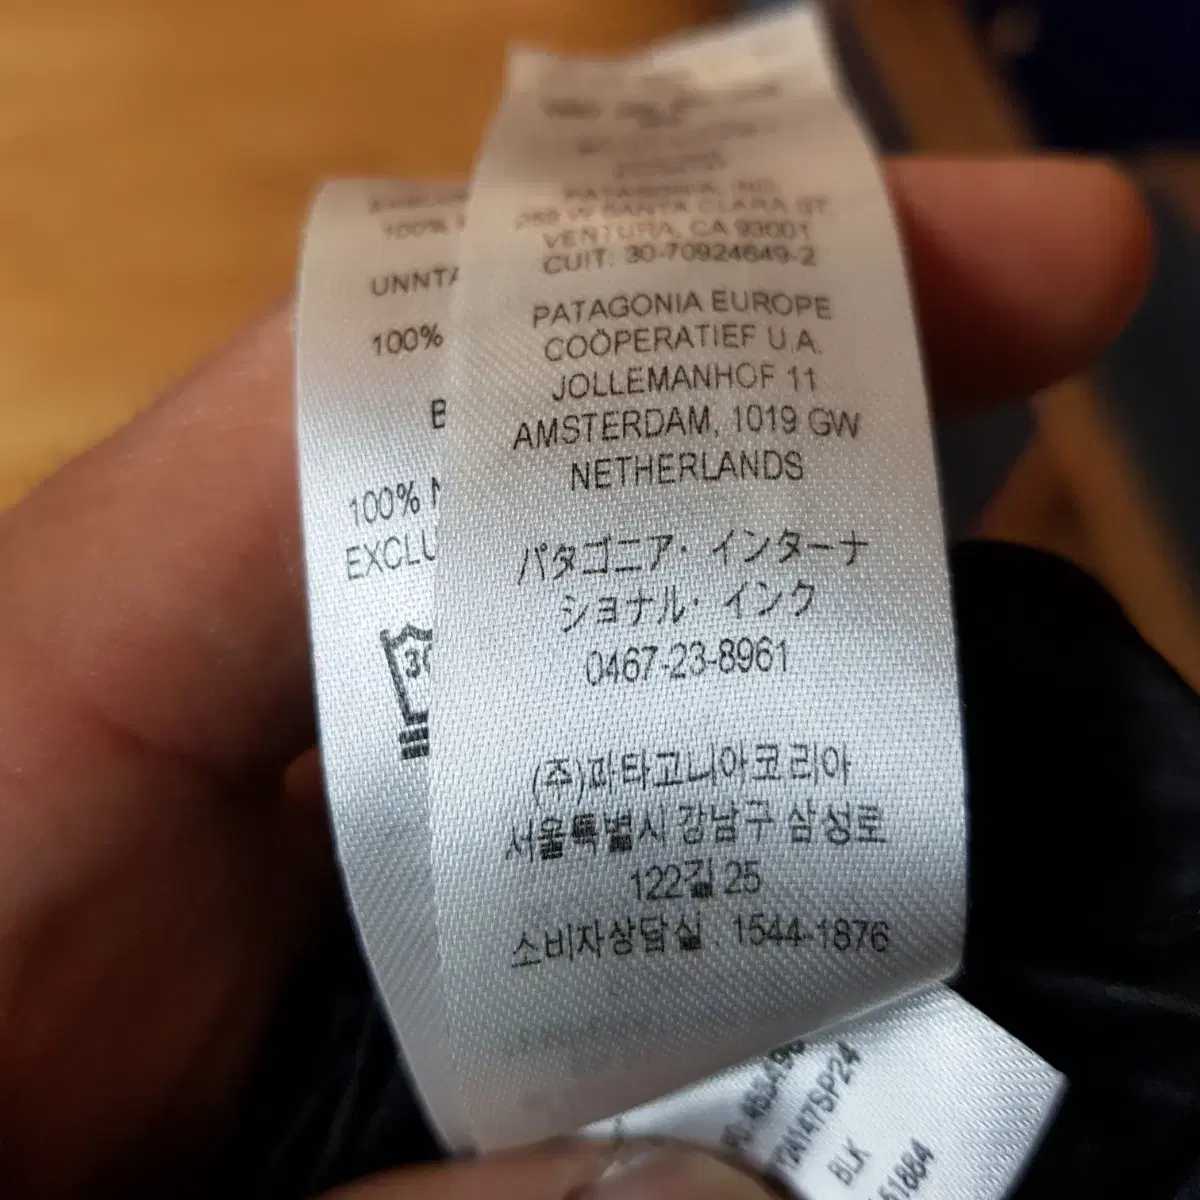 PATAGONIA, INC.
259 W SANTA CLARA ST
VENTURA, CA 93001
CUIT: 30-70924649-2
PATAGONIA EUROPE
COÖPERATIEF U.A.
JOLLEMANHOF 11
AMSTERDAM, 1019 GW
NETHERLANDS
パタゴニア・インターナ
ショナル・インク
0467-23-8961
(주)파타고니아코리아
서울특별시 강남구 삼성로
122길 25
소비자상담실 : 1544-1876
100%
UNNTA
100%
100%
EXCLU
30
BLK